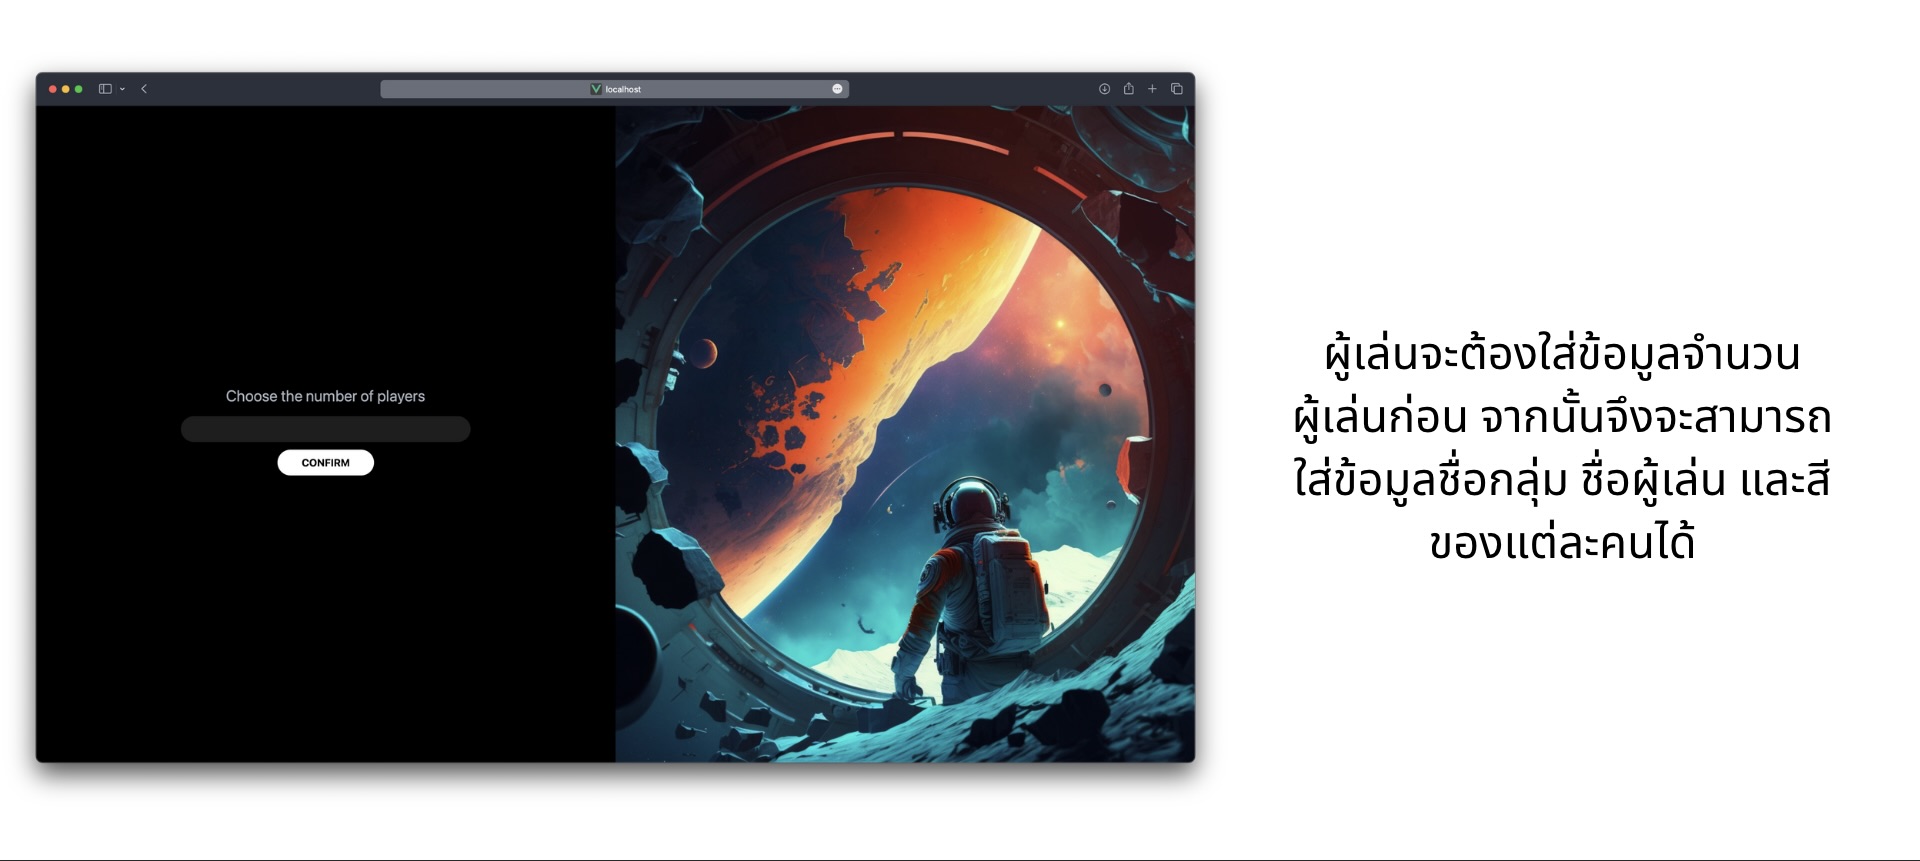 localhost
Choose the number of players
CONFIRM
ผู้เล่นจะต้องใส่ข้อมูลจำนวน
ผู้เล่นก่อน จากนั้นจึงจะสามารถ
ใส่ข้อมูลชื่อกลุ่ม ชื่อผู้เล่น และสี
ของแต่ละคนได้